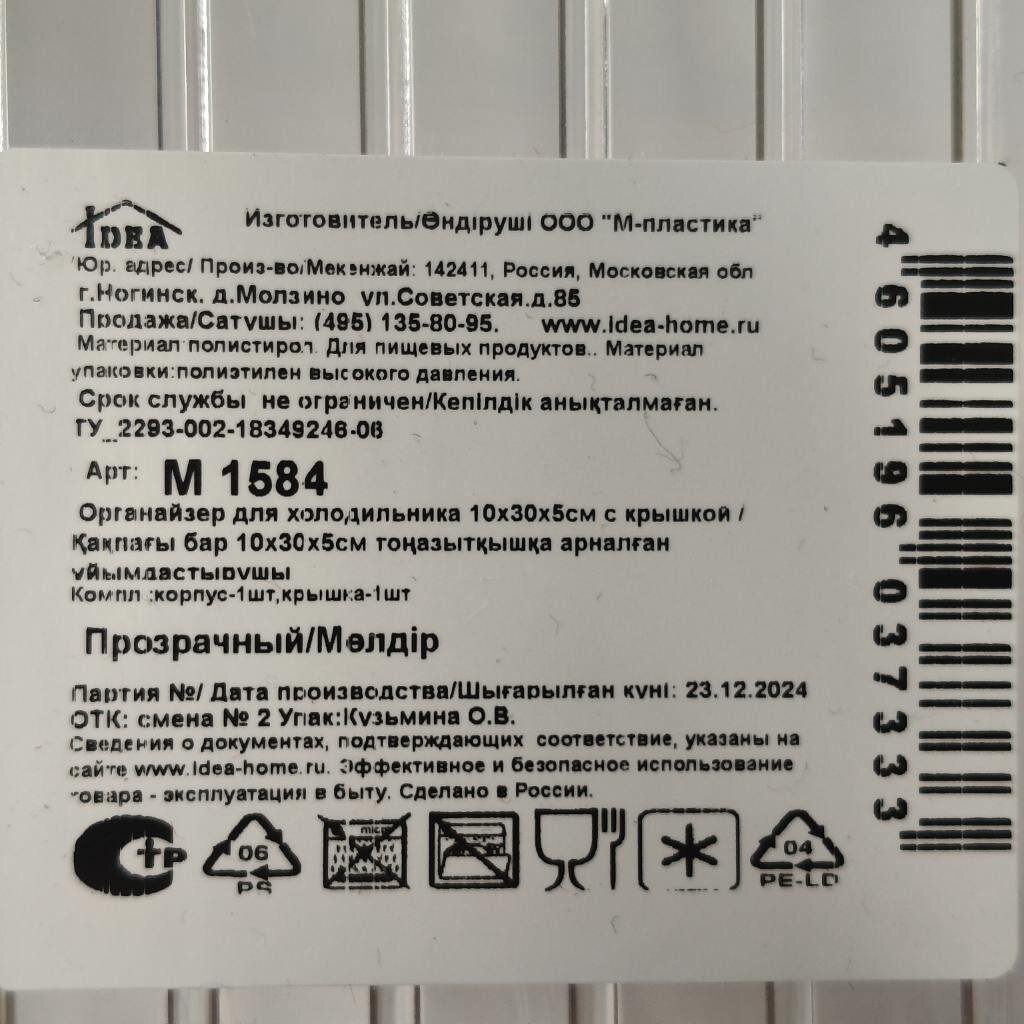 IDEA
Изготовитель/Өндіруші ООО "М-пластика"
Юр. адрес/ Произ-во/Мекенжай: 142411, Россия, Московская обл
г.Ногинск. д.Молзино ул.Советская.д.85
Продажа/Сатушы: (495) 135-80-95. www.idea-home.ru
Материал полистирол. Для пищевых продуктов.. Материал
упаковки:полиэтилен высокого давления.
Срок службы не ограничен/Кепілдік анықталмаған.
ТУ_2293-002-18349246-06
Арт: М 1584
Органайзер для холодильника 10х30х5см с крышкой /
Қақпағы бар 10х30х5см тоңазытқышқа арналған
ұйымдастырушы
Компл :корпус-1шт,крышка-1шт
Прозрачный/Мөлдір
Партия №/ Дата производства/Шығарылған күні: 23.12.2024
ОТК: смена № 2 Упак:Кузьмина О.В.
Сведения о документах, подтверждающих соответствие, указаны на
сайте www.idea-home.ru. Эффективное и безопасное использование
товара - эксплуатация в быту. Сделано в России.
06
PS
micro
04
PE-LD
4 605196 037333